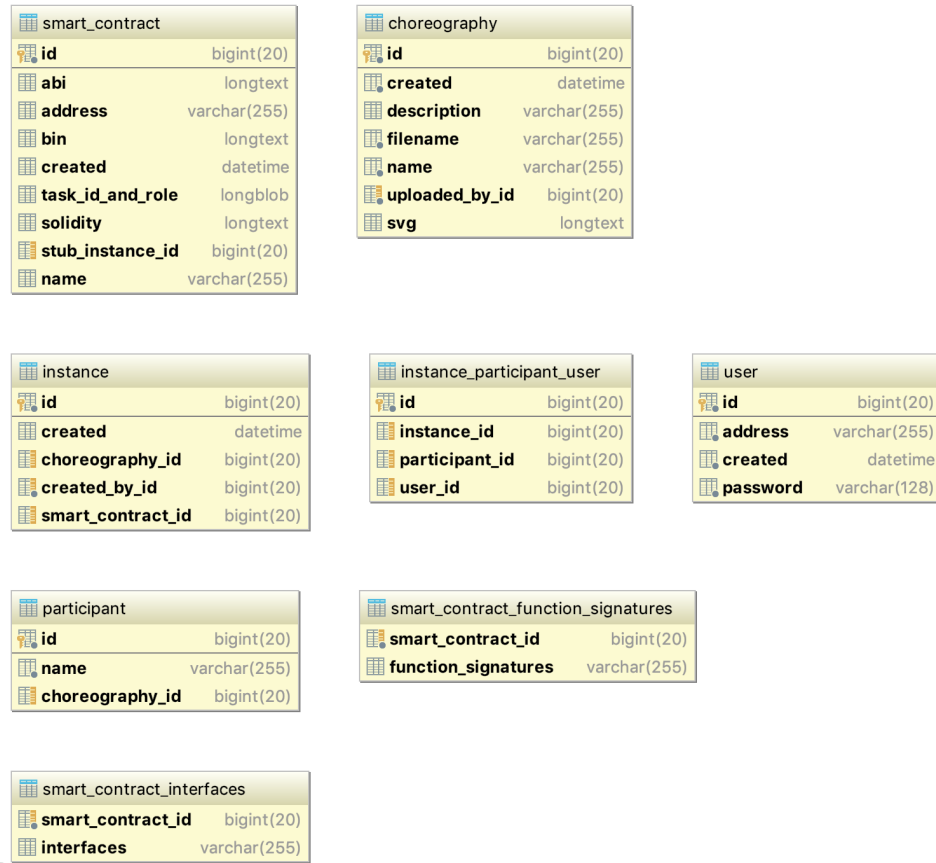 smart_contract
id bigint(20)
abi longtext
address varchar(255)
bin longtext
created datetime
task_id_and_role longblob
solidity longtext
stub_instance_id bigint(20)
name varchar(255)
choreography
id bigint(20)
created datetime
description varchar(255)
filename varchar(255)
name varchar(255)
uploaded_by_id bigint(20)
svg longtext
instance
id bigint(20)
created datetime
choreography_id bigint(20)
created_by_id bigint(20)
smart_contract_id bigint(20)
instance_participant_user
id bigint(20)
instance_id bigint(20)
participant_id bigint(20)
user_id bigint(20)
user
id bigint(20)
address varchar(255)
created datetime
password varchar(128)
participant
id bigint(20)
name varchar(255)
choreography_id bigint(20)
smart_contract_function_signatures
smart_contract_id bigint(20)
function_signatures varchar(255)
smart_contract_interfaces
smart_contract_id bigint(20)
interfaces varchar(255)